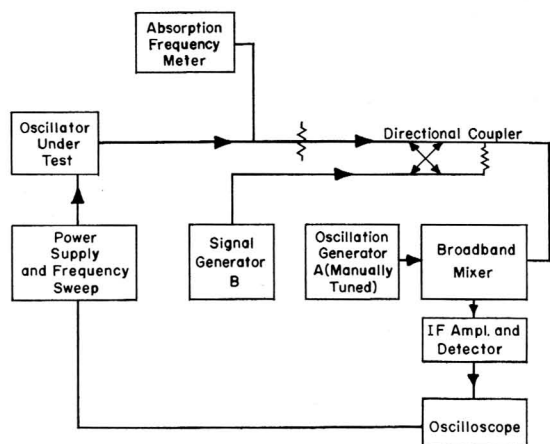 Absorption
Frequency
Meter
Oscillator
Under
Test
Directional Coupler
Power
Supply
and Frequency
Sweep
Signal
Generator
B
Oscillation
Generator
A(Manually
Tuned)
Broadband
Mixer
IF Ampl. and
Detector
Oscilloscope